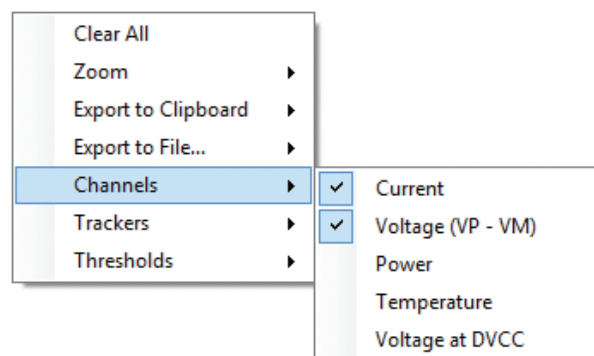 Clear All
Zoom
Export to Clipboard
Export to File...
Channels
Trackers
Thresholds
Current
Voltage (VP - VM)
Power
Temperature
Voltage at DVCC